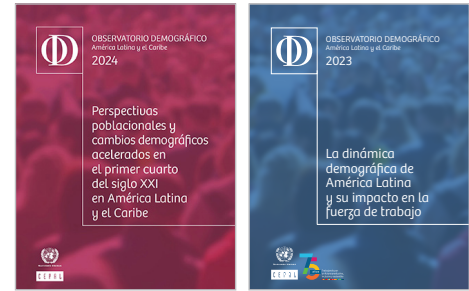 OBSERVATORIO DEMOGRÁFICO
América Latina y el Caribe
2024
Perspectivas
poblacionales y
cambios demográficos
acelerados en
el primer cuarto
del siglo XXI
en América Latina
y el Caribe
CEPAL
OBSERVATORIO DEMOGRÁFICO
América Latina y el Caribe
2023
La dinámica
demográfica de
América Latina
y su impacto en la
fuerza de trabajo
CEPAL
75